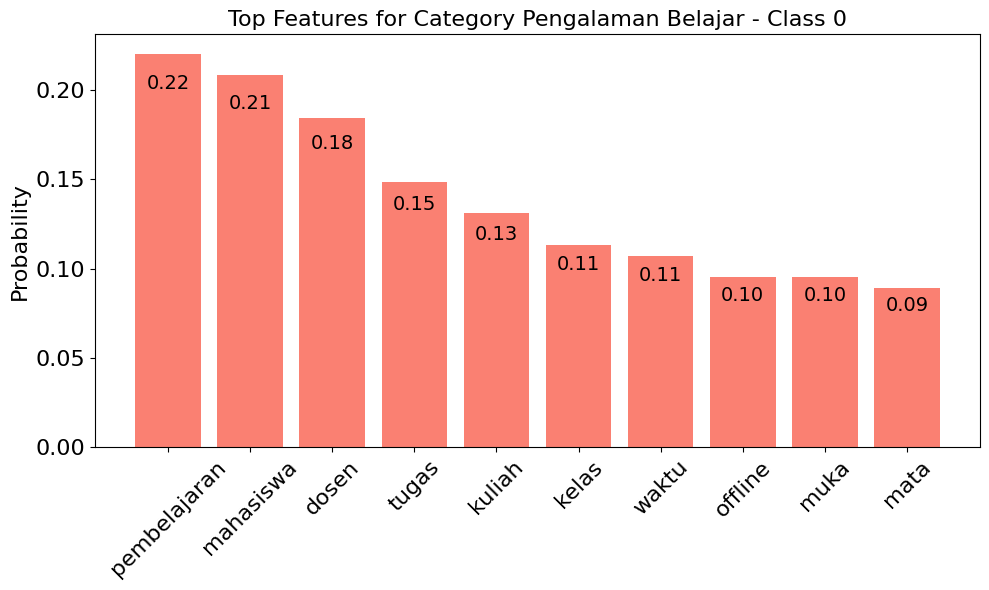 Top Features for Category Pengalaman Belajar - Class 0
Probability
0.20
0.15
0.10
0.05
0.00
0.22
0.21
0.18
0.15
0.13
0.11
0.11
0.10
0.10
0.09
pembelajaran
mahasiswa
dosen
tugas
kuliah
kelas
waktu
offline
muka
mata